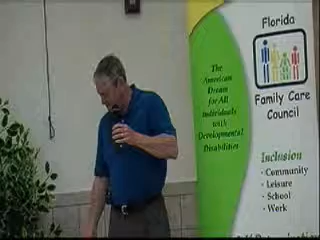 Florida
Family Care
Council
The
American
Dream
for All
Individuals
with
Developmental
Disabilities
Inclusion
· Community
· Leisure
· School
· Work